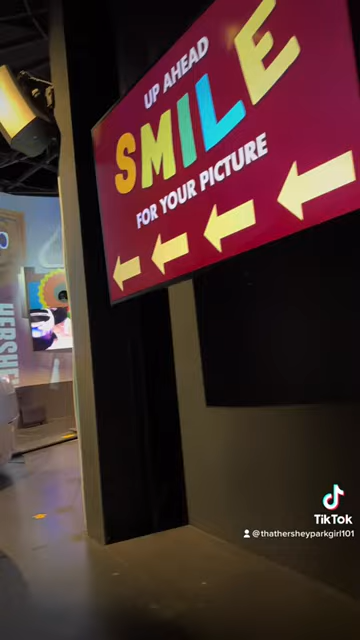 UP AHEAD
SMILE
FOR YOUR PICTURE
HERSHE
TikTok
@thathersheyparkgirl101